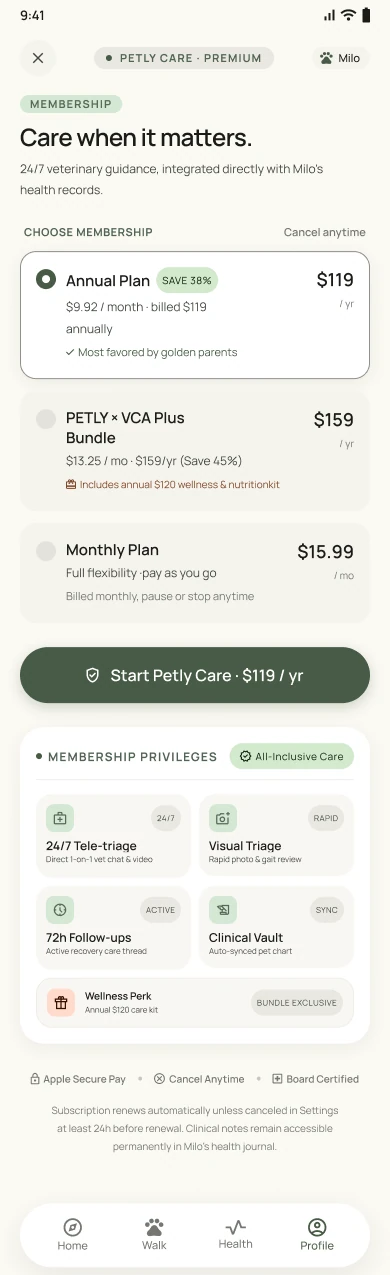 9:41
PETLY CARE · PREMIUM
Milo
MEMBERSHIP
Care when it matters.
24/7 veterinary guidance, integrated directly with Milo's
health records.
CHOOSE MEMBERSHIP
Cancel anytime
Annual Plan
SAVE 38%
$119
$9.92 / month · billed $119
annually
/ yr
Most favored by golden parents
PETLY × VCA Plus
Bundle
$159
/ yr
$13.25 / mo · $159/yr (Save 45%)
Includes annual $120 wellness & nutritionkit
Monthly Plan
$15.99
Full flexibility ·pay as you go
/ mo
Billed monthly, pause or stop anytime
Start Petly Care · $119 / yr
MEMBERSHIP PRIVILEGES
All-Inclusive Care
24/7
24/7 Tele-triage
Direct 1-on-1 vet chat & video
RAPID
Visual Triage
Rapid photo & gait review
ACTIVE
72h Follow-ups
Active recovery care thread
SYNC
Clinical Vault
Auto-synced pet chart
Wellness Perk
Annual $120 care kit
BUNDLE EXCLUSIVE
Apple Secure Pay
Cancel Anytime
Board Certified
Subscription renews automatically unless canceled in Settings
at least 24h before renewal. Clinical notes remain accessible
permanently in Milo's health journal.
Home
Walk
Health
Profile